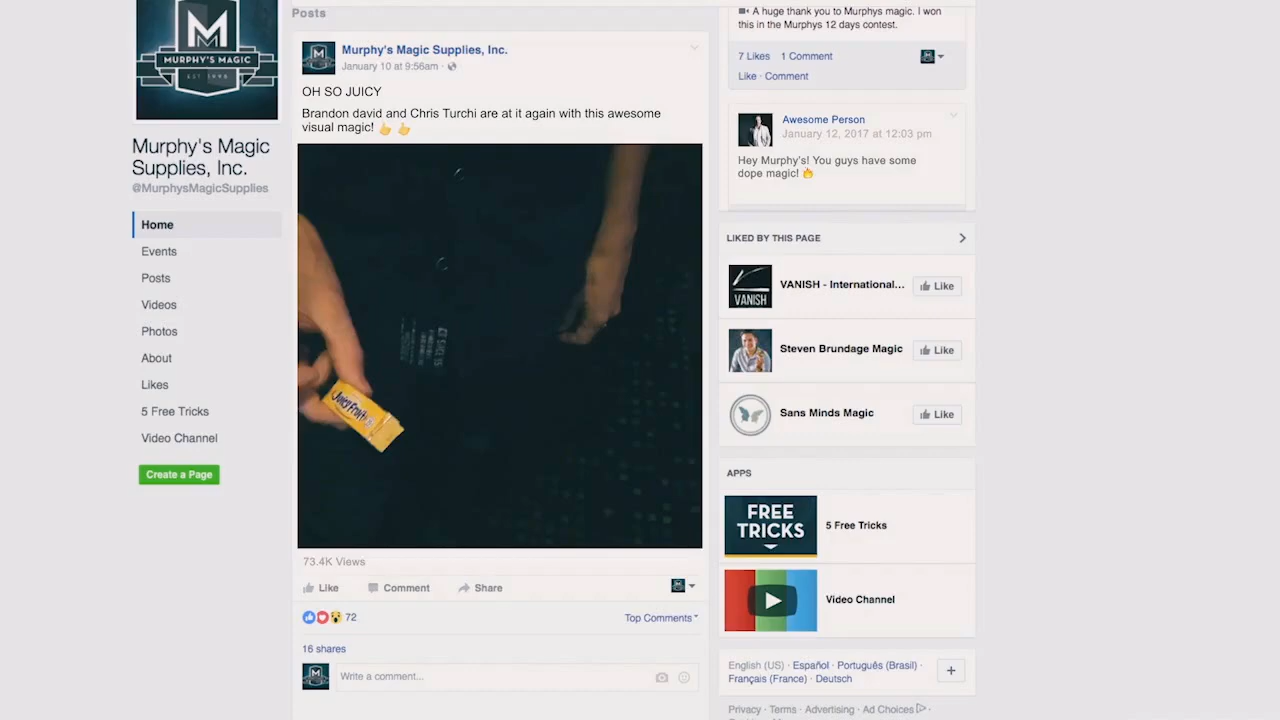 M
MURPHY'S MAGIC
EST 1995
Murphy's Magic
Supplies, Inc.
@MurphysMagicSupplies
Home
Events
Posts
Videos
Photos
About
Likes
5 Free Tricks
Video Channel
Create a Page
Posts
Murphy's Magic Supplies, Inc.
January 10 at 9:56am ·
OH SO JUICY
Brandon david and Chris Turchi are at it again with this awesome
visual magic!
JuicyFruit
73.4K Views
Like Comment Share
72
Top Comments
16 shares
Write a comment...
A huge thank you to Murphys magic. I won
this in the Murphys 12 days contest.
7 Likes 1 Comment
Like · Comment
Awesome Person
January 12, 2017 at 12:03 pm
Hey Murphy's! You guys have some
dope magic!
LIKED BY THIS PAGE
VANISH
VANISH - International...
Like
Steven Brundage Magic
Like
Sans Minds Magic
Like
APPS
FREE
TRICKS
5 Free Tricks
Video Channel
English (US) · Español · Português (Brasil) ·
Français (France) · Deutsch
+
Privacy · Terms · Advertising · Ad Choices ·